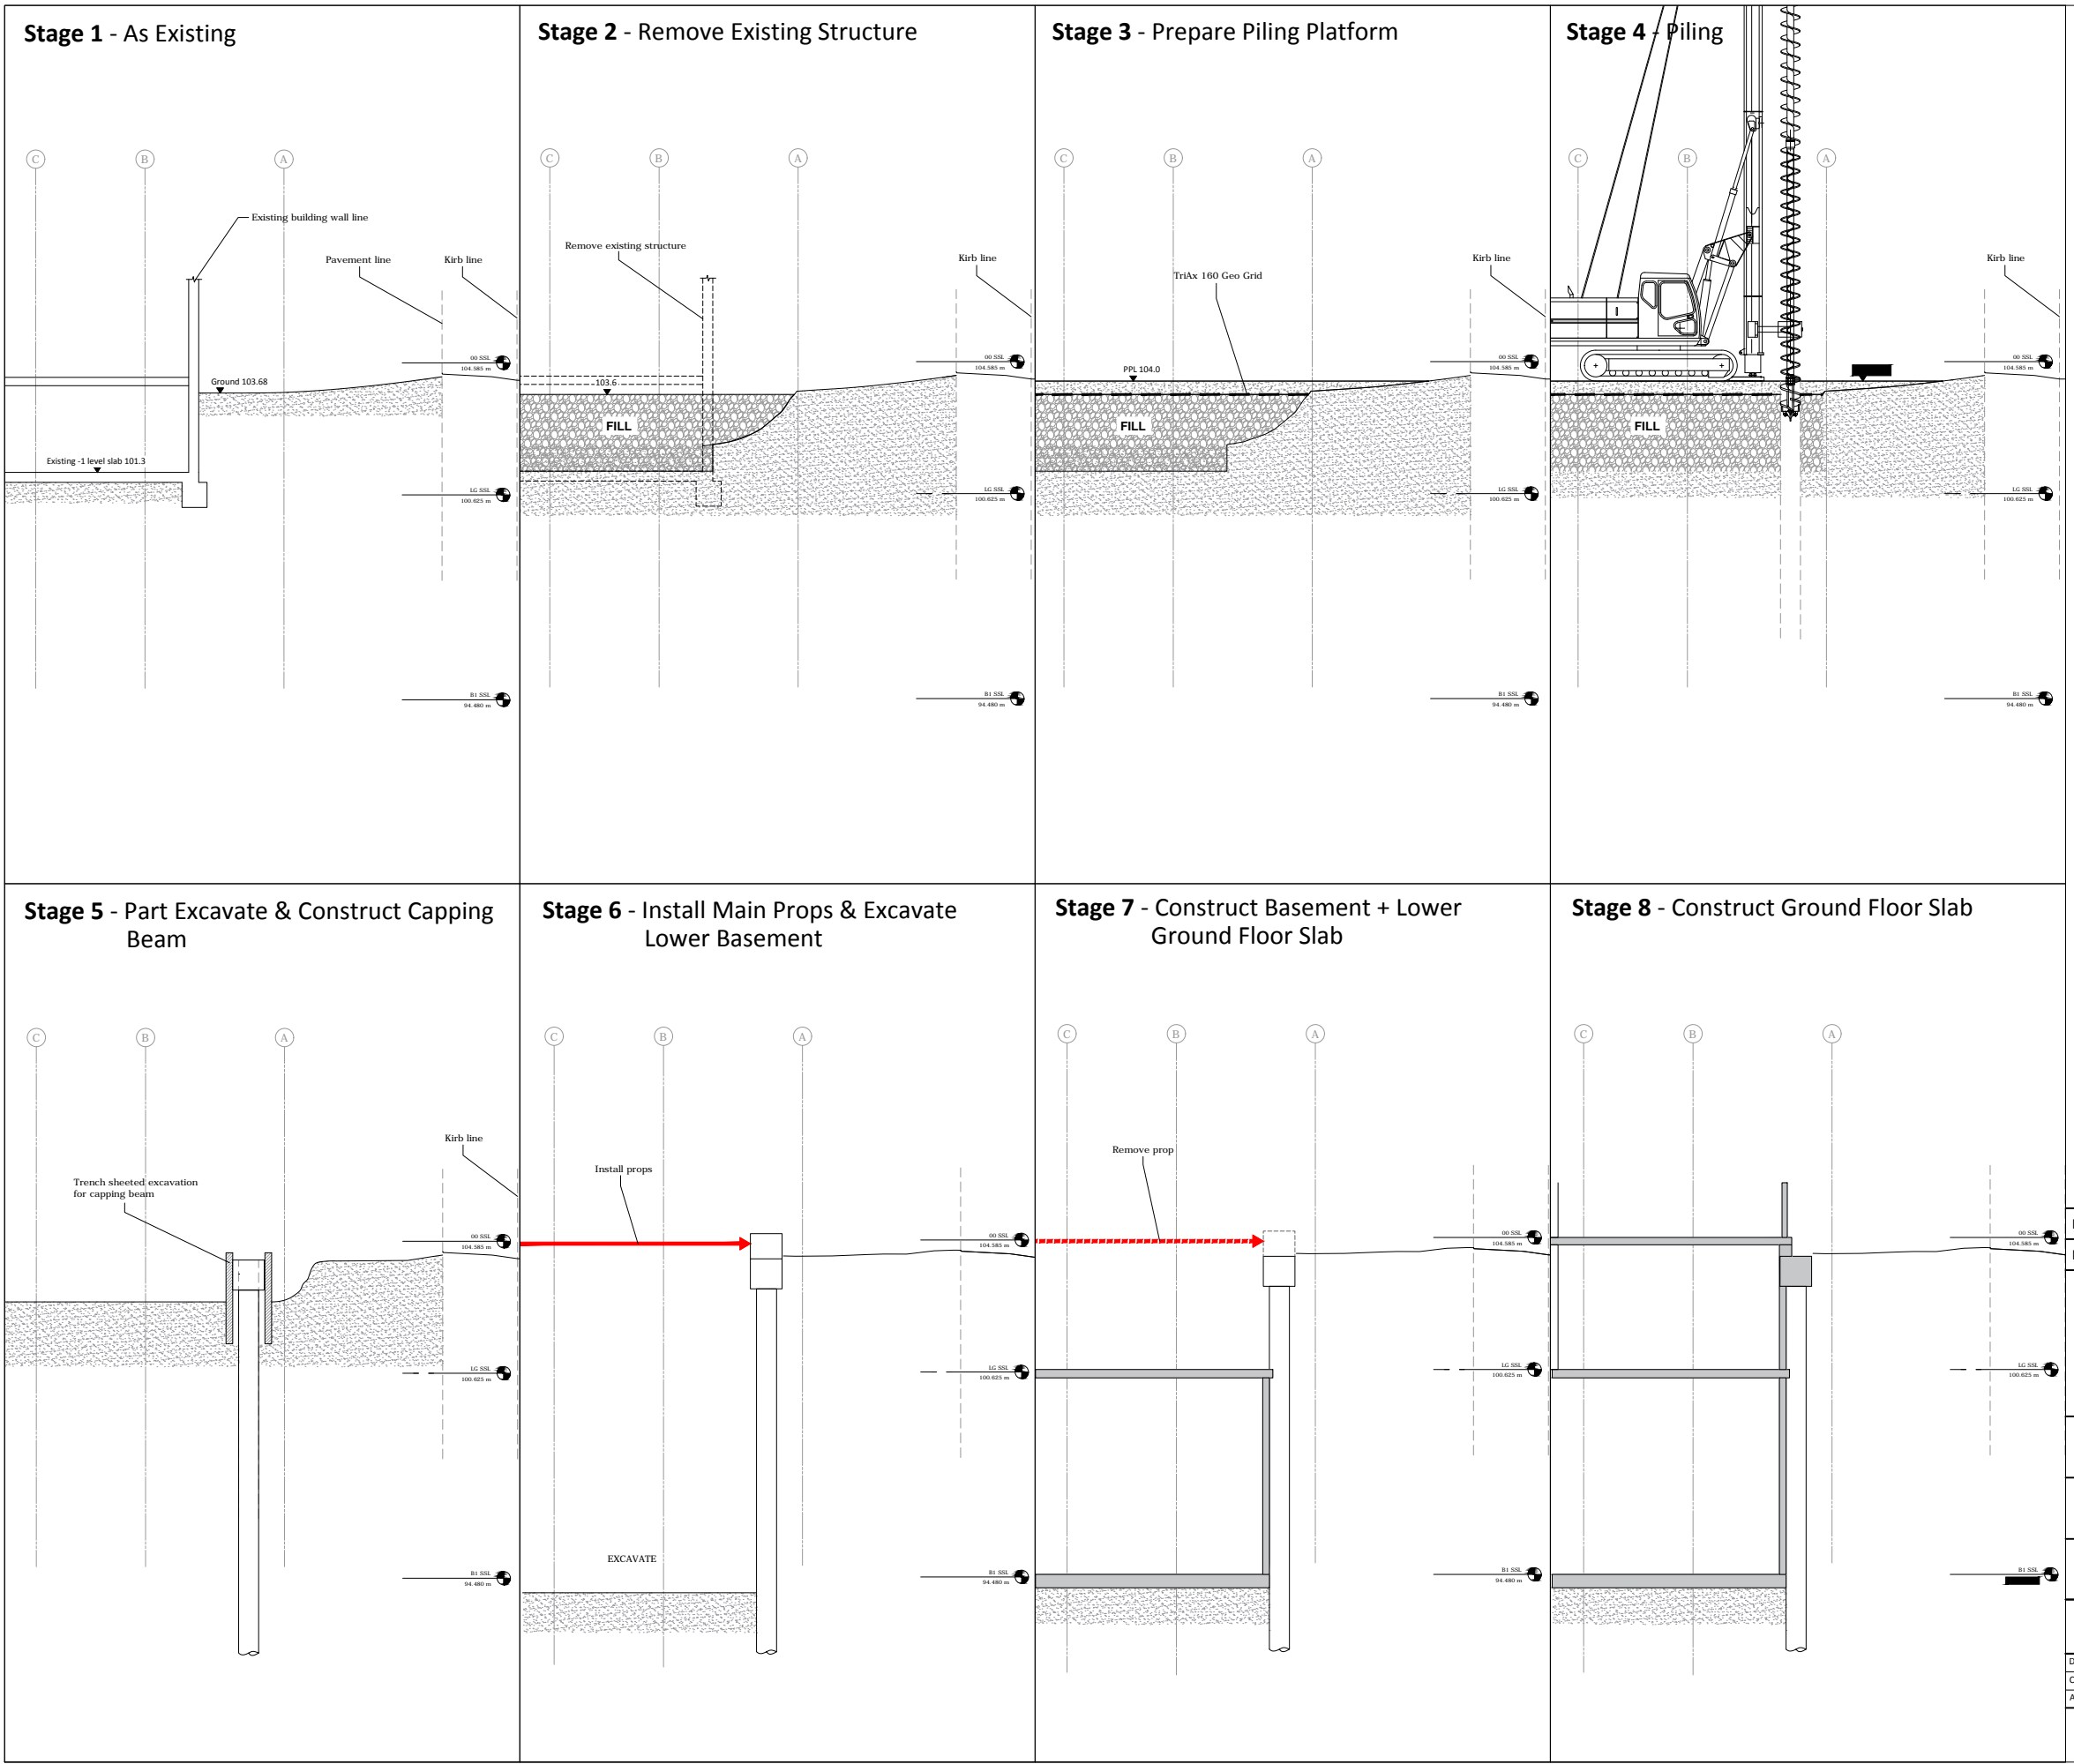 Stage 1 - As Existing
C
B
A
Existing building wall line
Pavement line
Kirb line
00 SSL
104.585 m
Ground 103.68
Existing -1 level slab 101.3
LG SSL
100.625 m
B1 SSL
94.480 m
Stage 2 - Remove Existing Structure
C
B
A
Remove existing structure
Kirb line
00 SSL
104.585 m
103.6
FILL
LG SSL
100.625 m
B1 SSL
94.480 m
Stage 3 - Prepare Piling Platform
C
B
A
Kirb line
TriAx 160 Geo Grid
00 SSL
104.585 m
PPL 104.0
FILL
LG SSL
100.625 m
B1 SSL
94.480 m
Stage 4 - Piling
C
B
A
Kirb line
00 SSL
104.585 m
FILL
LG SSL
100.625 m
B1 SSL
94.480 m
Stage 5 - Part Excavate & Construct Capping
Beam
C
B
A
Kirb line
Trench sheeted excavation
for capping beam
00 SSL
104.585 m
LG SSL
100.625 m
B1 SSL
94.480 m
Stage 6 - Install Main Props & Excavate
Lower Basement
C
B
A
Install props
00 SSL
104.585 m
LG SSL
100.625 m
EXCAVATE
B1 SSL
94.480 m
Stage 7 - Construct Basement + Lower
Ground Floor Slab
C
B
A
Remove prop
00 SSL
104.585 m
LG SSL
100.625 m
B1 SSL
94.480 m
Stage 8 - Construct Ground Floor Slab
C
B
A
00 SSL
104.585 m
LG SSL
100.625 m
B1 SSL
94.480 m